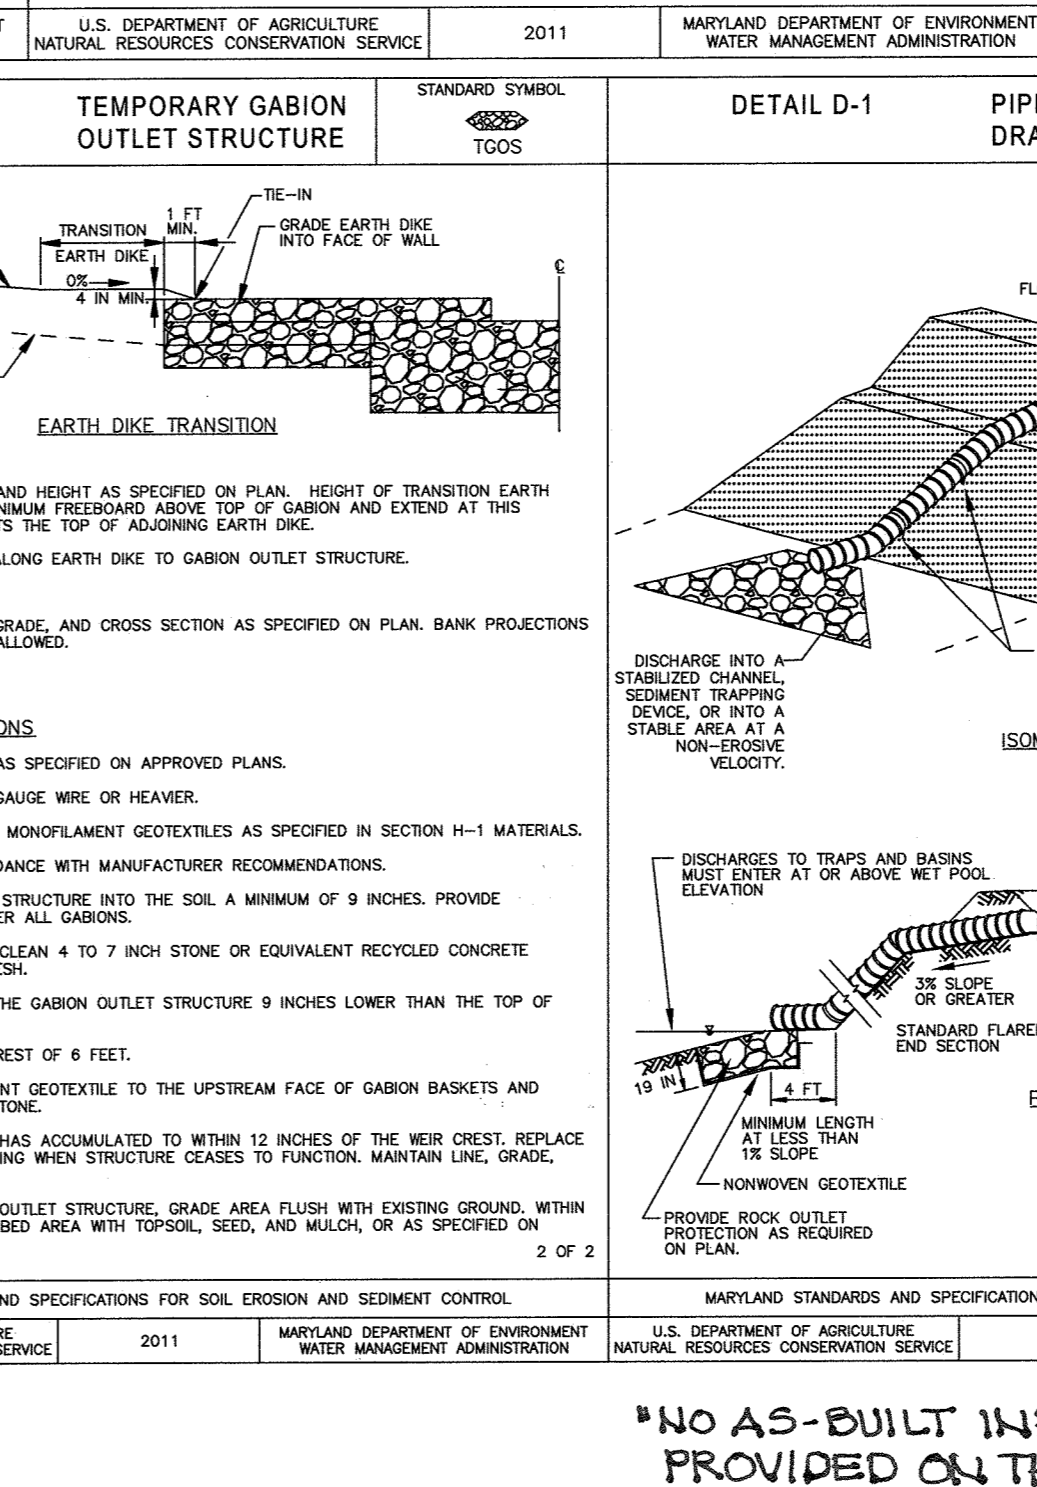 U.S. DEPARTMENT OF AGRICULTURE
NATURAL RESOURCES CONSERVATION SERVICE
2011
MARYLAND DEPARTMENT OF ENVIRONMENT
WATER MANAGEMENT ADMINISTRATION
TEMPORARY GABION
OUTLET STRUCTURE
STANDARD SYMBOL
TGOS
TIE-IN
1 FT
MIN.
TRANSITION
GRADE EARTH DIKE
INTO FACE OF WALL
EARTH DIKE
0%
4 IN MIN.
EARTH DIKE TRANSITION
AND HEIGHT AS SPECIFIED ON PLAN. HEIGHT OF TRANSITION EARTH
NIMUM FREEBOARD ABOVE TOP OF GABION AND EXTEND AT THIS
TS THE TOP OF ADJOINING EARTH DIKE.
ALONG EARTH DIKE TO GABION OUTLET STRUCTURE.
GRADE, AND CROSS SECTION AS SPECIFIED ON PLAN. BANK PROJECTIONS
ALLOWED.
ONS
AS SPECIFIED ON APPROVED PLANS.
GAUGE WIRE OR HEAVIER.
MONOFILAMENT GEOTEXTILES AS SPECIFIED IN SECTION H-1 MATERIALS.
DANCE WITH MANUFACTURER RECOMMENDATIONS.
STRUCTURE INTO THE SOIL A MINIMUM OF 9 INCHES. PROVIDE
ER ALL GABIONS.
CLEAN 4 TO 7 INCH STONE OR EQUIVALENT RECYCLED CONCRETE
ESH.
THE GABION OUTLET STRUCTURE 9 INCHES LOWER THAN THE TOP OF
REST OF 6 FEET.
NT GEOTEXTILE TO THE UPSTREAM FACE OF GABION BASKETS AND
TONE.
HAS ACCUMULATED TO WITHIN 12 INCHES OF THE WEIR CREST. REPLACE
ING WHEN STRUCTURE CEASES TO FUNCTION. MAINTAIN LINE, GRADE,
OUTLET STRUCTURE, GRADE AREA FLUSH WITH EXISTING GROUND. WITHIN
BED AREA WITH TOPSOIL, SEED, AND MULCH, OR AS SPECIFIED ON
2 OF 2
ND SPECIFICATIONS FOR SOIL EROSION AND SEDIMENT CONTROL
RE
SERVICE
2011
MARYLAND DEPARTMENT OF ENVIRONMENT
WATER MANAGEMENT ADMINISTRATION
DETAIL D-1
PIP
DRA
FL
DISCHARGE INTO A
STABILIZED CHANNEL,
SEDIMENT TRAPPING
DEVICE, OR INTO A
STABLE AREA AT A
NON-EROSIVE
VELOCITY.
ISO
DISCHARGES TO TRAPS AND BASINS
MUST ENTER AT OR ABOVE WET POOL
ELEVATION
3% SLOPE
OR GREATER
STANDARD FLARE
END SECTION
19 IN
4 FT
MINIMUM LENGTH
AT LESS THAN
1% SLOPE
NONWOVEN GEOTEXTILE
PROVIDE ROCK OUTLET
PROTECTION AS REQUIRED
ON PLAN.
MARYLAND STANDARDS AND SPECIFICATION
U.S. DEPARTMENT OF AGRICULTURE
NATURAL RESOURCES CONSERVATION SERVICE
"NO AS-BUILT IN
PROVIDED ON T